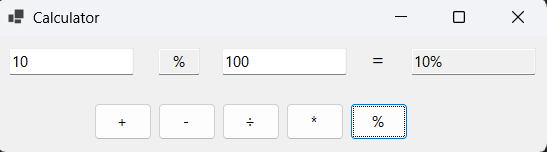 Calculator
10 % 100 = 10%
+ - ÷ * %